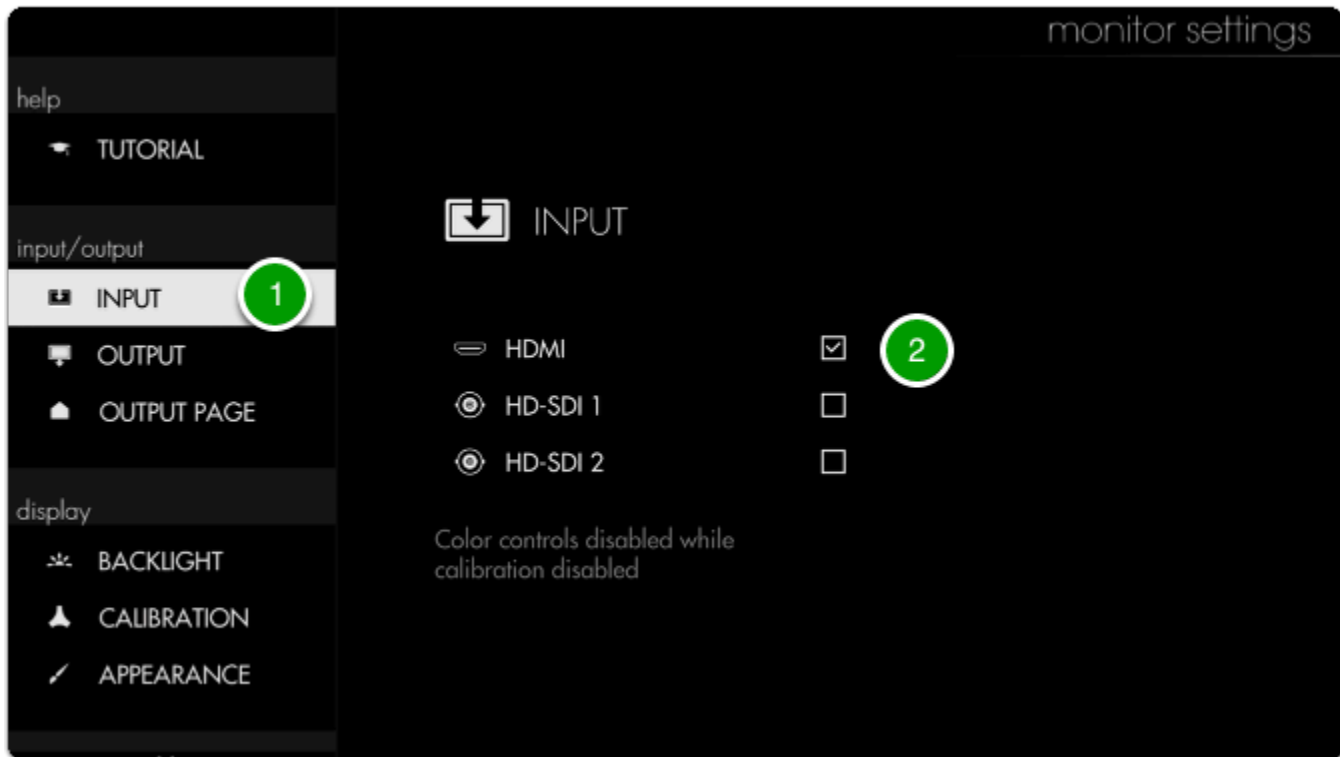 monitor settings
help
TUTORIAL
input/output
INPUT
1
OUTPUT
OUTPUT PAGE
display
BACKLIGHT
CALIBRATION
APPEARANCE
INPUT
HDMI
2
HD-SDI 1
HD-SDI 2
Color controls disabled while
calibration disabled